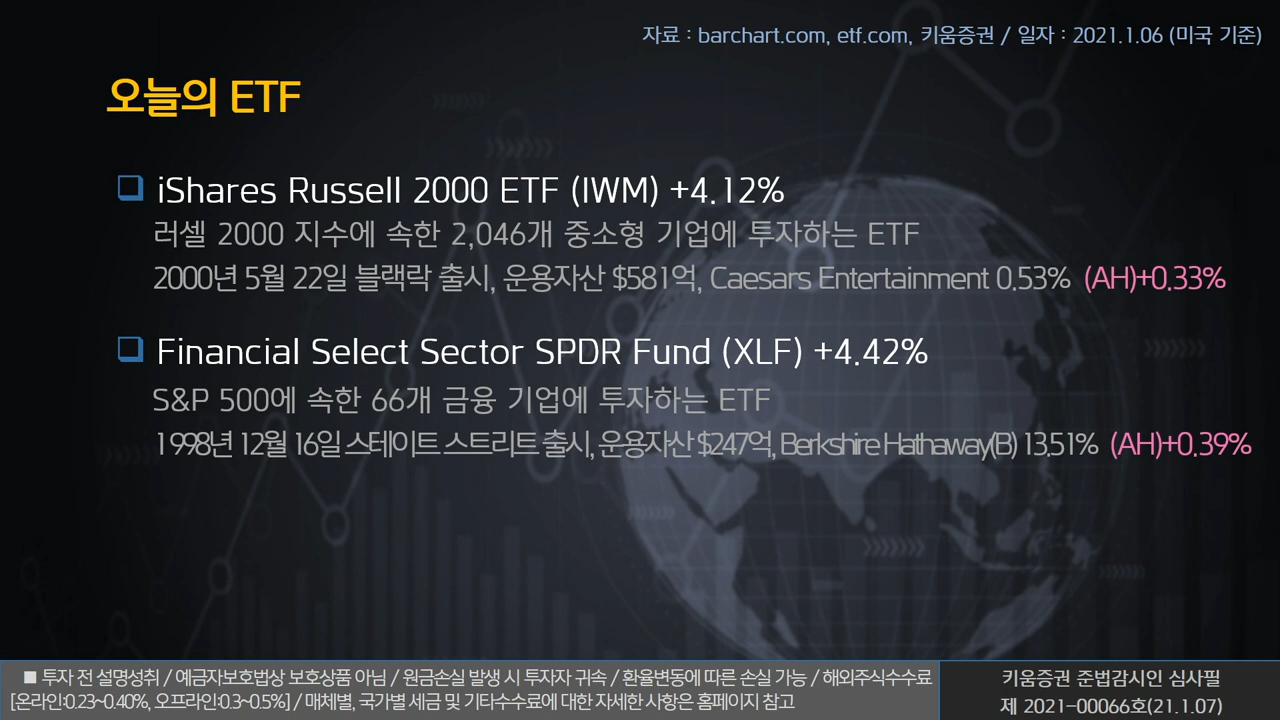 자료 : barchart.com, etf.com, 키움증권 / 일자 : 2021.1.06 (미국 기준)
오늘의 ETF
❑ iShares Russell 2000 ETF (IWM) +4.12%
러셀 2000 지수에 속한 2,046개 중소형 기업에 투자하는 ETF
2000년 5월 22일 블랙락 출시, 운용자산 $581억, Caesars Entertainment 0.53% (AH)+0.33%
❑ Financial Select Sector SPDR Fund (XLF) +4.42%
S&P 500에 속한 66개 금융 기업에 투자하는 ETF
1998년 12월 16일 스테이트 스트리트 출시, 운용자산 $247억, Berkshire Hathaway(B) 13.51% (AH)+0.39%
■ 투자 전 설명성취 / 예금자보호법상 보호상품 아님 / 원금손실 발생 시 투자자 귀속 / 환율변동에 따른 손실 가능 / 해외주식수수료
[온라인:0.23~0.40%, 오프라인:0.3~0.5%] / 매체별, 국가별 세금 및 기타수수료에 대한 자세한 사항은 홈페이지 참고
키움증권 준법감시인 심사필
제 2021-00066호(21.1.07)